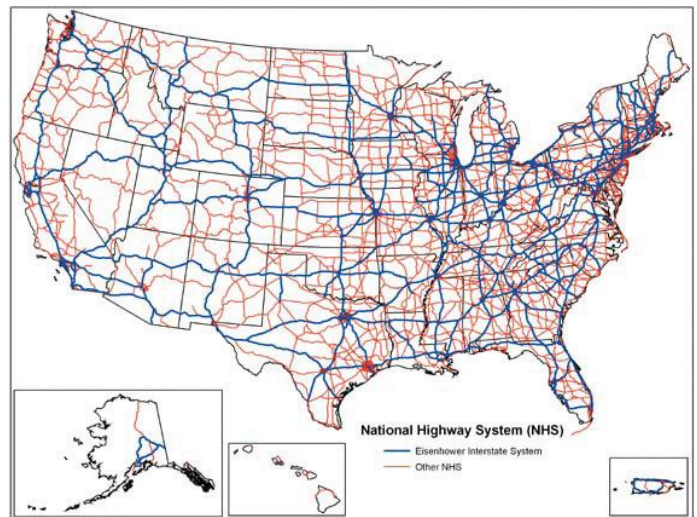 National Highway System (NHS)
Eisenhower Interstate System
Other NHS